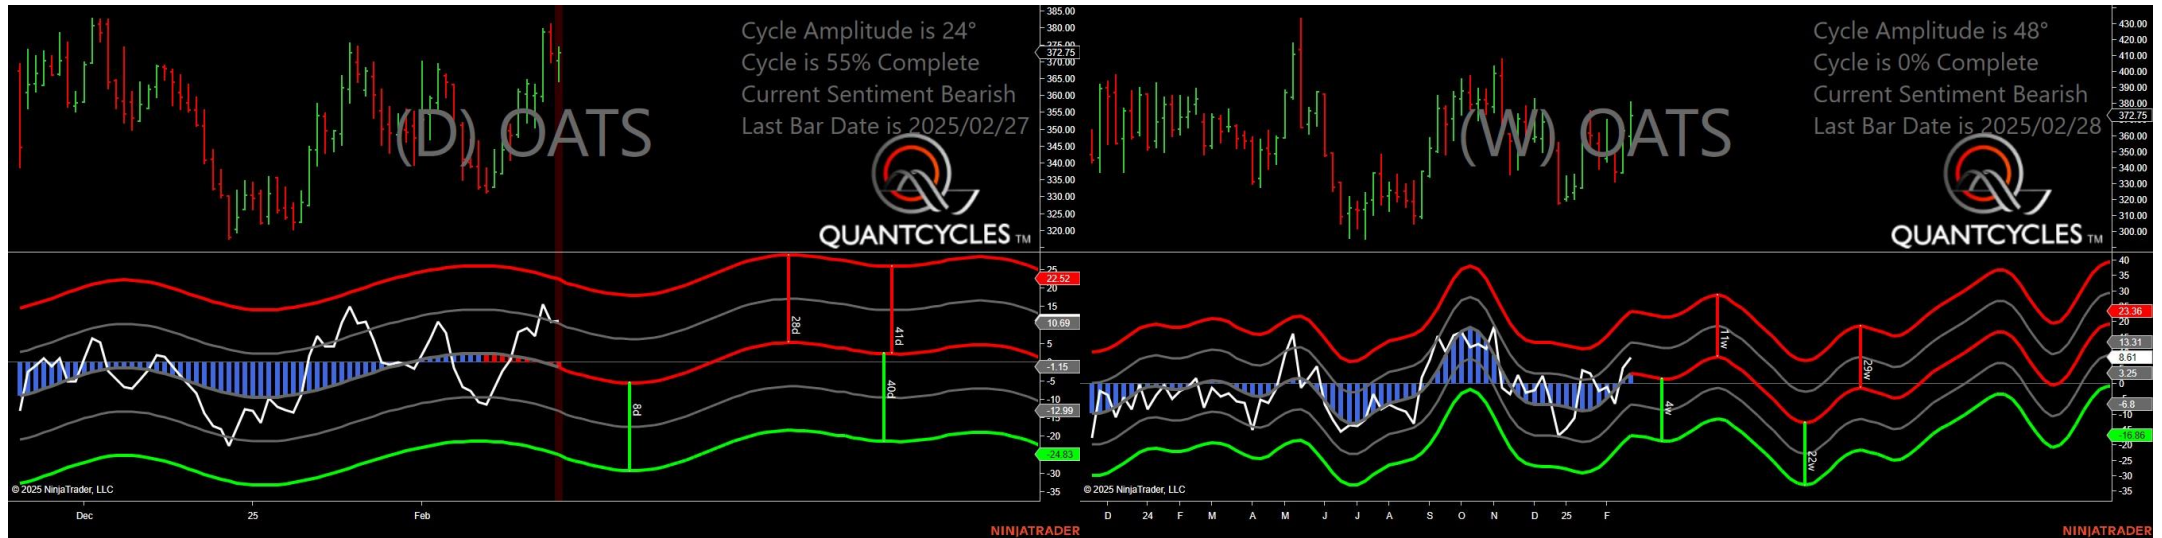 Cycle Amplitude is 24°
Cycle is 55% Complete
Current Sentiment Bearish
Last Bar Date is 2025/02/27
(D) OATS
QUANTCYCLES TM
385.00
380.00
375.00
372.75
370.00
365.00
360.00
355.00
350.00
345.00
340.00
335.00
330.00
325.00
320.00
25
22.52
20
15
10.69
5
-1.15
-5
-10
-12.99
-20
-24.83
-30
-35
28d
41d
8d
40d
© 2025 NinjaTrader, LLC
Dec
25
Feb
NINJATRADER
Cycle Amplitude is 48°
Cycle is 0% Complete
Current Sentiment Bearish
Last Bar Date is 2025/02/28
(W) OATS
QUANTCYCLES TM
430.00
420.00
410.00
400.00
390.00
380.00
372.75
360.00
350.00
340.00
330.00
320.00
310.00
300.00
40
35
30
23.36
20
13.31
8.61
3.25
0
-6.8
-10
-16.86
-20
-25
-30
-35
11w
29w
4w
22w
© 2025 NinjaTrader, LLC
D 24 F M A M J J A S O N D 25 F
NINJATRADER